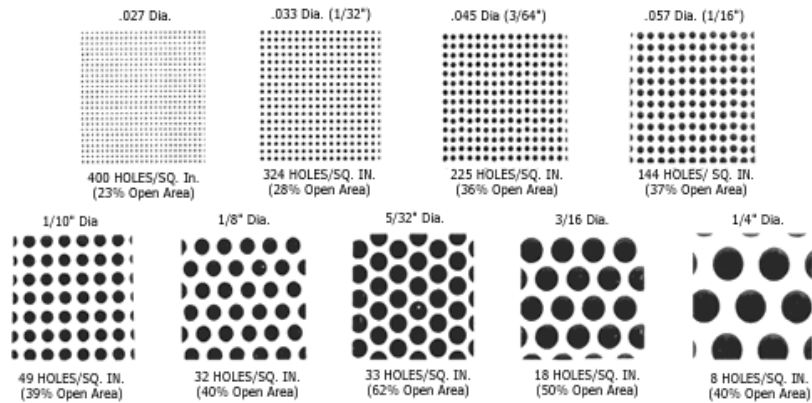 .027 Dia.
.033 Dia. (1/32")
.045 Dia (3/64")
.057 Dia. (1/16")
400 HOLES/SQ. In.
(23% Open Area)
324 HOLES/SQ. IN.
(28% Open Area)
225 HOLES/SQ. IN.
(36% Open Area)
144 HOLES/ SQ. IN.
(37% Open Area)
1/10" Dia
1/8" Dia.
5/32" Dia.
3/16 Dia.
1/4" Dia.
49 HOLES/SQ. IN.
(39% Open Area)
32 HOLES/SQ. IN.
(40% Open Area)
33 HOLES/SQ. IN.
(62% Open Area)
18 HOLES/SQ. IN.
(50% Open Area)
8 HOLES/SQ. IN.
(40% Open Area)